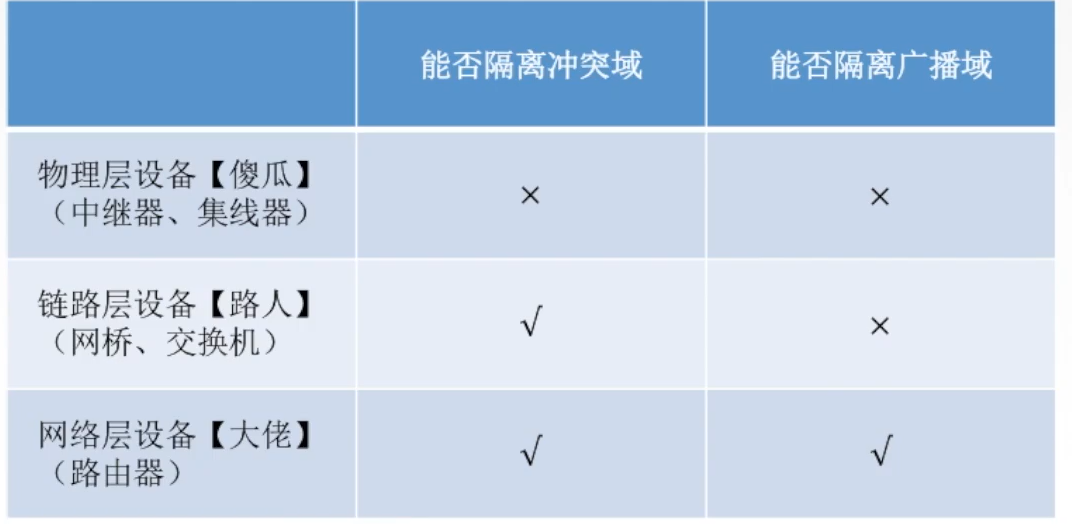 能否隔离冲突域
能否隔离广播域
物理层设备【傻瓜】
（中继器、集线器）
×
×
链路层设备【路人】
（网桥、交换机）
√
×
网络层设备【大佬】
（路由器）
√
√